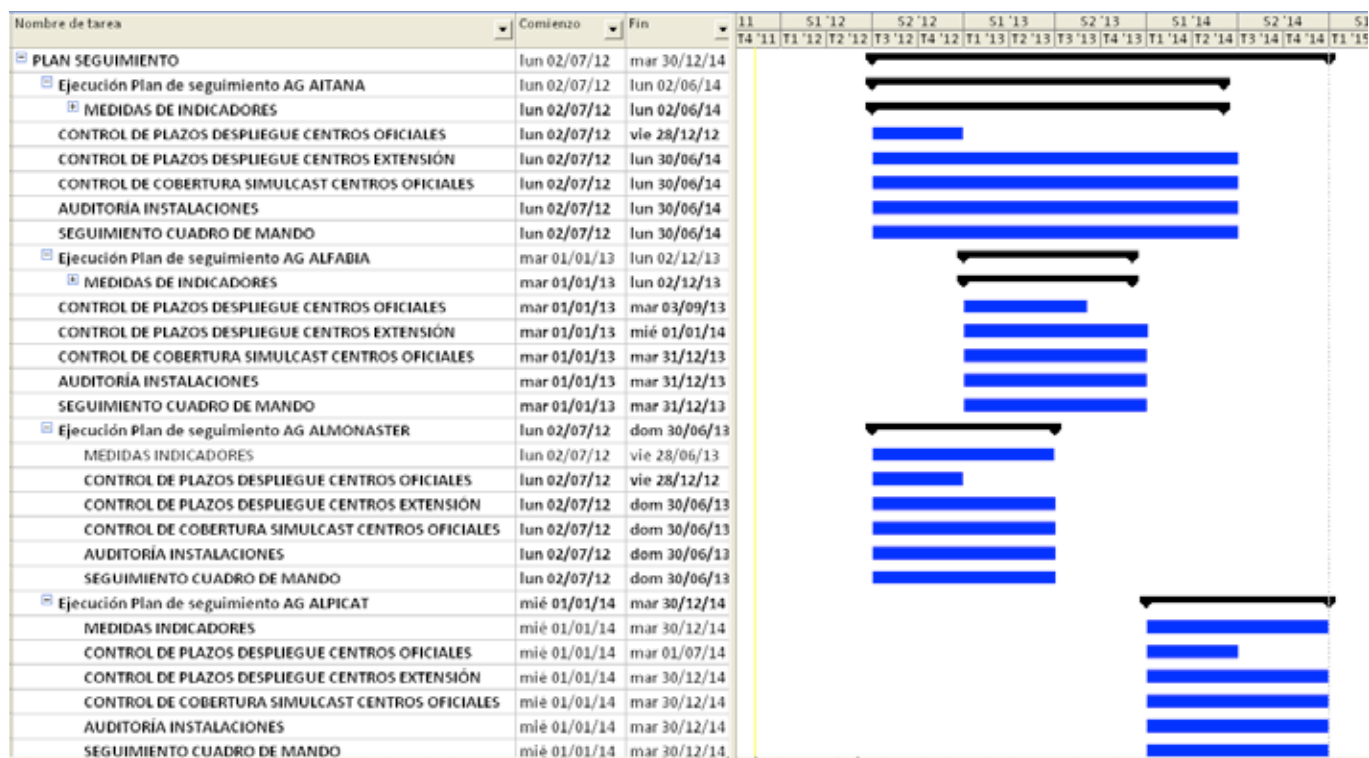 Nombre de tarea Comienzo Fin 11 S1 '12 S2 '12 S1 '13 S2 '13 S1 '14 S2 '14 S1
T4 '11 T1 '12 T2 '12 T3 '12 T4 '12 T1 '13 T2 '13 T3 '13 T4 '13 T1 '14 T2 '14 T3 '14 T4 '14 T1 '15
PLAN SEGUIMIENTO lun 02/07/12 mar 30/12/14
Ejecución Plan de seguimiento AG AITANA lun 02/07/12 lun 02/06/14
MEDIDAS DE INDICADORES lun 02/07/12 lun 02/06/14
CONTROL DE PLAZOS DESPLIEGUE CENTROS OFICIALES lun 02/07/12 vie 28/12/12
CONTROL DE PLAZOS DESPLIEGUE CENTROS EXTENSIÓN lun 02/07/12 lun 30/06/14
CONTROL DE COBERTURA SIMULCAST CENTROS OFICIALES lun 02/07/12 lun 30/06/14
AUDITORÍA INSTALACIONES lun 02/07/12 lun 30/06/14
SEGUIMIENTO CUADRO DE MANDO lun 02/07/12 lun 30/06/14
Ejecución Plan de seguimiento AG ALFABIA mar 01/01/13 lun 02/12/13
MEDIDAS DE INDICADORES mar 01/01/13 lun 02/12/13
CONTROL DE PLAZOS DESPLIEGUE CENTROS OFICIALES mar 01/01/13 mar 03/09/13
CONTROL DE PLAZOS DESPLIEGUE CENTROS EXTENSIÓN mar 01/01/13 mié 01/01/14
CONTROL DE COBERTURA SIMULCAST CENTROS OFICIALES mar 01/01/13 mar 31/12/13
AUDITORÍA INSTALACIONES mar 01/01/13 mar 31/12/13
SEGUIMIENTO CUADRO DE MANDO mar 01/01/13 mar 31/12/13
Ejecución Plan de seguimiento AG ALMONASTER lun 02/07/12 dom 30/06/13
MEDIDAS INDICADORES lun 02/07/12 vie 28/06/13
CONTROL DE PLAZOS DESPLIEGUE CENTROS OFICIALES lun 02/07/12 vie 28/12/12
CONTROL DE PLAZOS DESPLIEGUE CENTROS EXTENSIÓN lun 02/07/12 dom 30/06/13
CONTROL DE COBERTURA SIMULCAST CENTROS OFICIALES lun 02/07/12 dom 30/06/13
AUDITORÍA INSTALACIONES lun 02/07/12 dom 30/06/13
SEGUIMIENTO CUADRO DE MANDO lun 02/07/12 dom 30/06/13
Ejecución Plan de seguimiento AG ALPICAT mié 01/01/14 mar 30/12/14
MEDIDAS INDICADORES mié 01/01/14 mar 30/12/14
CONTROL DE PLAZOS DESPLIEGUE CENTROS OFICIALES mié 01/01/14 mar 01/07/14
CONTROL DE PLAZOS DESPLIEGUE CENTROS EXTENSIÓN mié 01/01/14 mar 30/12/14
CONTROL DE COBERTURA SIMULCAST CENTROS OFICIALES mié 01/01/14 mar 30/12/14
AUDITORÍA INSTALACIONES mié 01/01/14 mar 30/12/14
SEGUIMIENTO CUADRO DE MANDO mié 01/01/14 mar 30/12/14